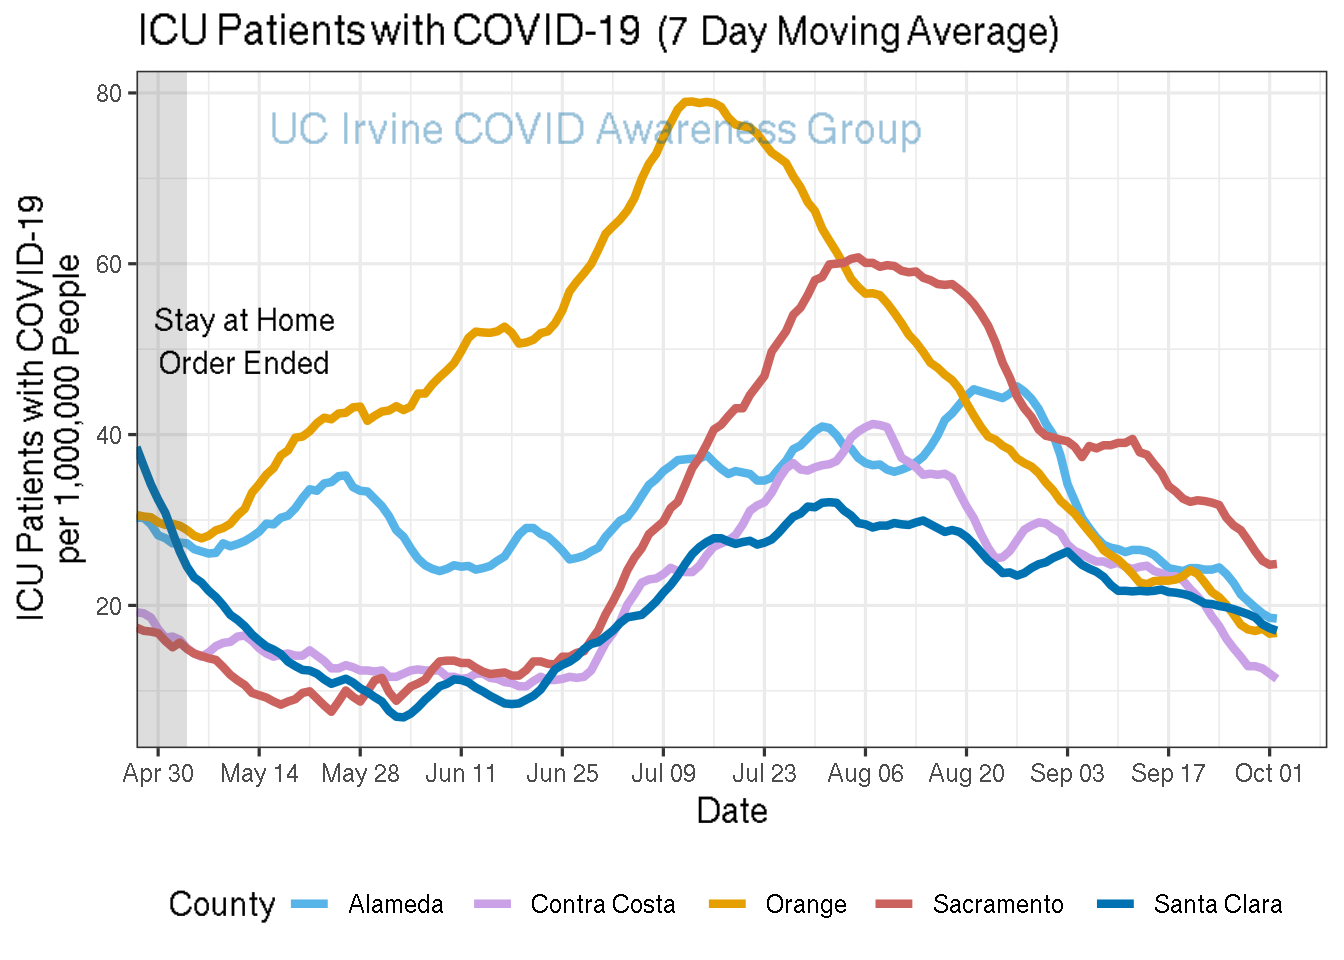 ICU Patients with COVID-19 (7 Day Moving Average)
UC Irvine COVID Awareness Group
ICU Patients with COVID-19
per 1,000,000 People
80
60
40
20
Stay at Home
Order Ended
Apr 30 May 14 May 28 Jun 11 Jun 25 Jul 09 Jul 23 Aug 06 Aug 20 Sep 03 Sep 17 Oct 01
Date
County Alameda Contra Costa Orange Sacramento Santa Clara